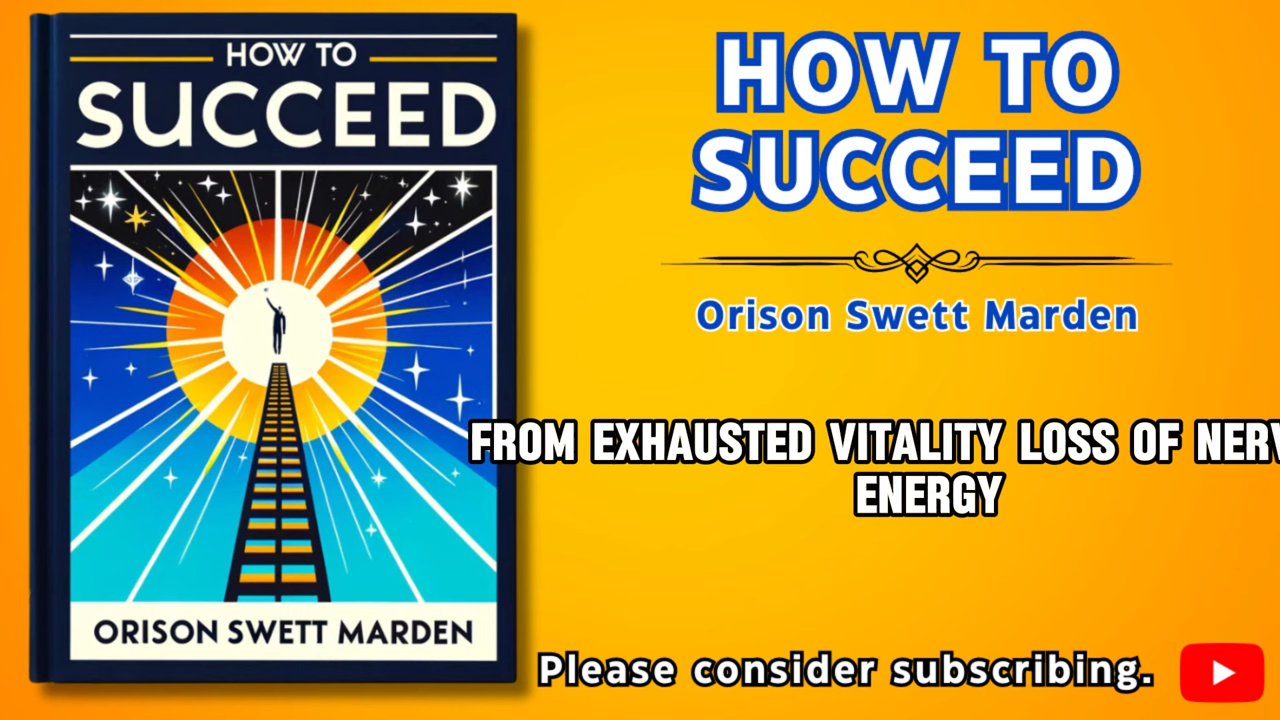 HOW TO
SUCCEED
ORISON SWETT MARDEN
HOW TO
SUCCEED
Orison Swett Marden
FROM EXHAUSTED VITALITY LOSS OF
ENERGY
Please consider subscribing.